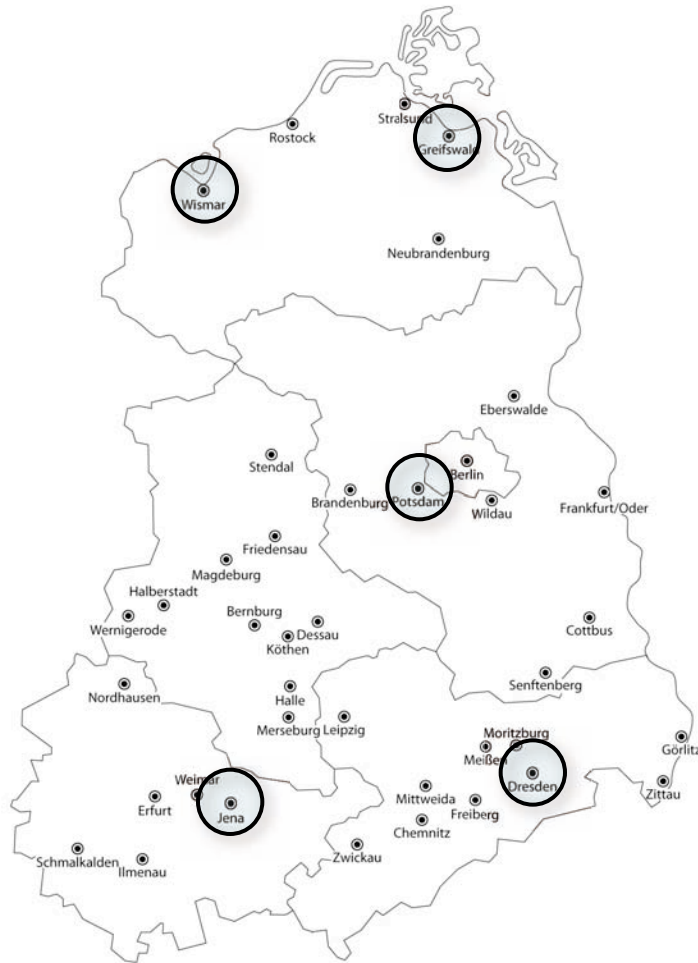 Stralsund
Rostock
Greifswald
Wismar
Neubrandenburg
Eberswalde
Stendal
Berlin
Brandenburg
Potsdam
Wildau
Frankfurt/Oder
Friedensau
Magdeburg
Halberstadt
Wernigerode
Bernburg
Dessau
Köthen
Cottbus
Senftenberg
Nordhausen
Halle
Merseburg
Leipzig
Moritzburg
Meißen
Görlitz
Weimar
Dresden
Zittau
Erfurt
Jena
Mittweida
Freiberg
Chemnitz
Schmalkalden
Ilmenau
Zwickau